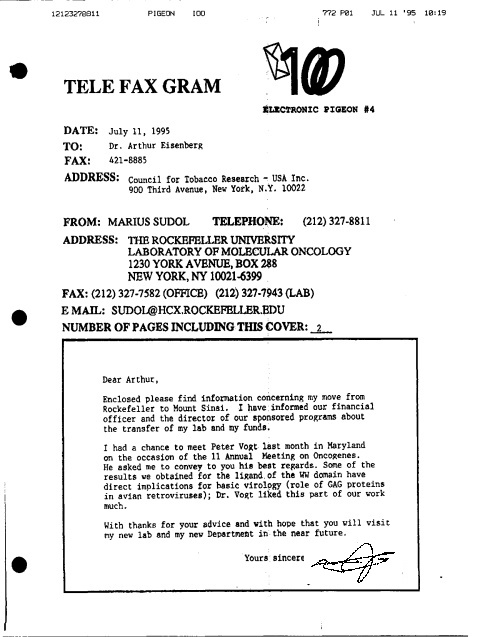 12123278811 PIGEON 100 772 P01 JUL 11 '95 10:19
100
TELE FAX GRAM
ELECTRONIC PIGEON #4
DATE: July 11, 1995
TO: Dr. Arthur Eisenberg
FAX: 421-8885
ADDRESS: Council for Tobacco Research - USA Inc.
900 Third Avenue, New York, N.Y. 10022
FROM: MARIUS SUDOL TELEPHONE: (212) 327-8811
ADDRESS: THE ROCKEFELLER UNIVERSITY
LABORATORY OF MOLECULAR ONCOLOGY
1230 YORK AVENUE, BOX 288
NEW YORK, NY 10021-6399
FAX: (212) 327-7582 (OFFICE) (212) 327-7943 (LAB)
E MAIL: SUDOL@HCX.ROCKEFELLER.EDU
NUMBER OF PAGES INCLUDING THIS COVER: 2
Dear Arthur,
Enclosed please find information concerning my move from
Rockefeller to Mount Sinai. I have informed our financial
officer and the director of our sponsored programs about
the transfer of my lab and my funds.
I had a chance to meet Peter Vogt last month in Maryland
on the occasion of the 11 Annual Meeting on Oncogenes.
He asked me to convey to you his best regards. Some of the
results we obtained for the ligand of the WW domain have
direct implications for basic virology (role of GAG proteins
in avian retroviruses); Dr. Vogt liked this part of our work
much.
With thanks for your advice and with hope that you will visit
my new lab and my new Department in the near future.
Yours sincere